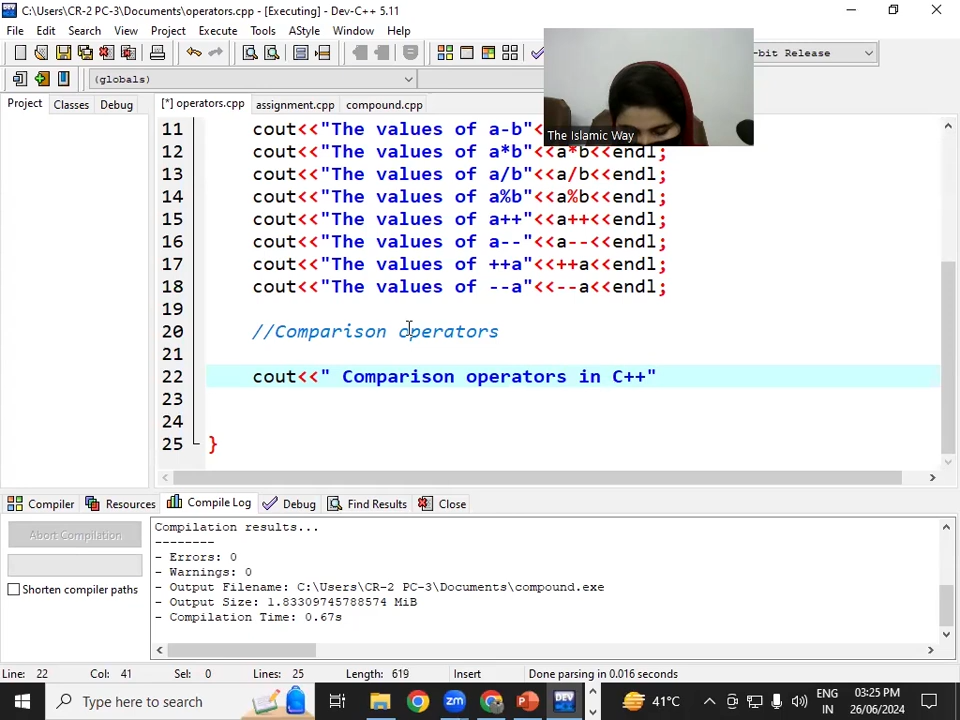 C:\Users\CR-2 PC-3\Documents\operators.cpp - [Executing] - Dev-C++ 5.11
File Edit Search View Project Execute Tools AStyle Window Help
-bit Release
(globals)
The Islamic Way
Project Classes Debug [*] operators.cpp assignment.cpp compound.cpp
11 cout<<"The values of a-b"<
12 cout<<"The values of a*b"<<a*b<<endl;
13 cout<<"The values of a/b"<<a/b<<endl;
14 cout<<"The values of a%b"<<a%b<<endl;
15 cout<<"The values of a++"<<a++<<endl;
16 cout<<"The values of a--"<<a--<<endl;
17 cout<<"The values of ++a"<<++a<<endl;
18 cout<<"The values of --a"<<--a<<endl;
19
20 //Comparison operators
21
22 cout<<" Comparison operators in C++"
23
24
25 }
Compiler Resources Compile Log Debug Find Results Close
Abort Compilation
Shorten compiler paths
Compilation results...
--------
- Errors: 0
- Warnings: 0
- Output Filename: C:\Users\CR-2 PC-3\Documents\compound.exe
- Output Size: 1.83309745788574 MiB
- Compilation Time: 0.67s
Line: 22 Col: 41 Sel: 0 Lines: 25 Length: 619 Insert Done parsing in 0.016 seconds
Type here to search
zm
DEV
41°C
ENG
IN
03:25 PM
26/06/2024